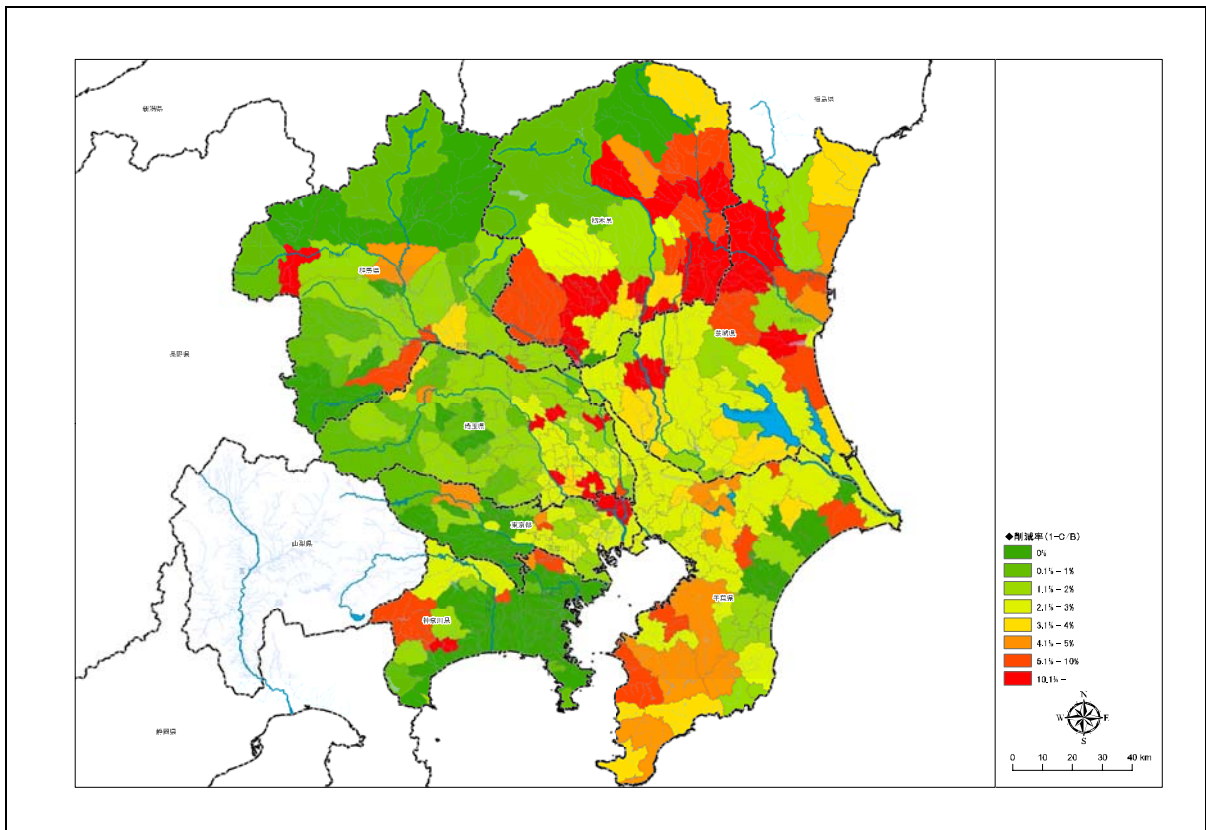 新潟県
福島県
栃木県
群馬県
茨城県
長野県
埼玉県
東京都
山梨県
千葉県
神奈川県
静岡県
◆削減率(1-C/B)
0%
0.1% - 1%
1.1% - 2%
2.1% - 3%
3.1% - 4%
4.1% - 5%
5.1% - 10%
10.1% -
N
W E
S
0 10 20 30 40 km